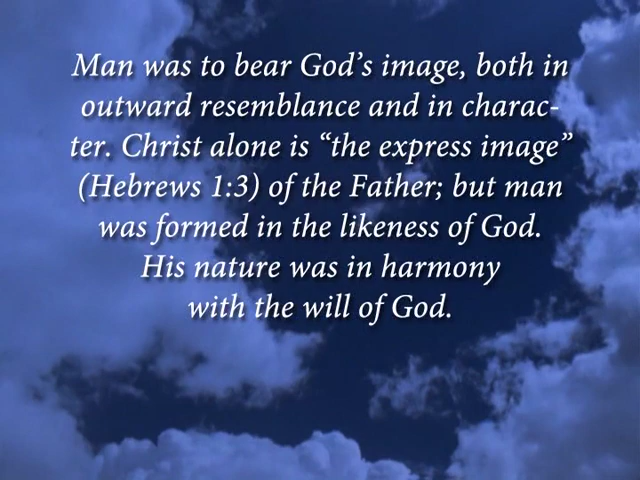 Man was to bear God’s image, both in
outward resemblance and in charac-
ter. Christ alone is “the express image”
(Hebrews 1:3) of the Father; but man
was formed in the likeness of God.
His nature was in harmony
with the will of God.